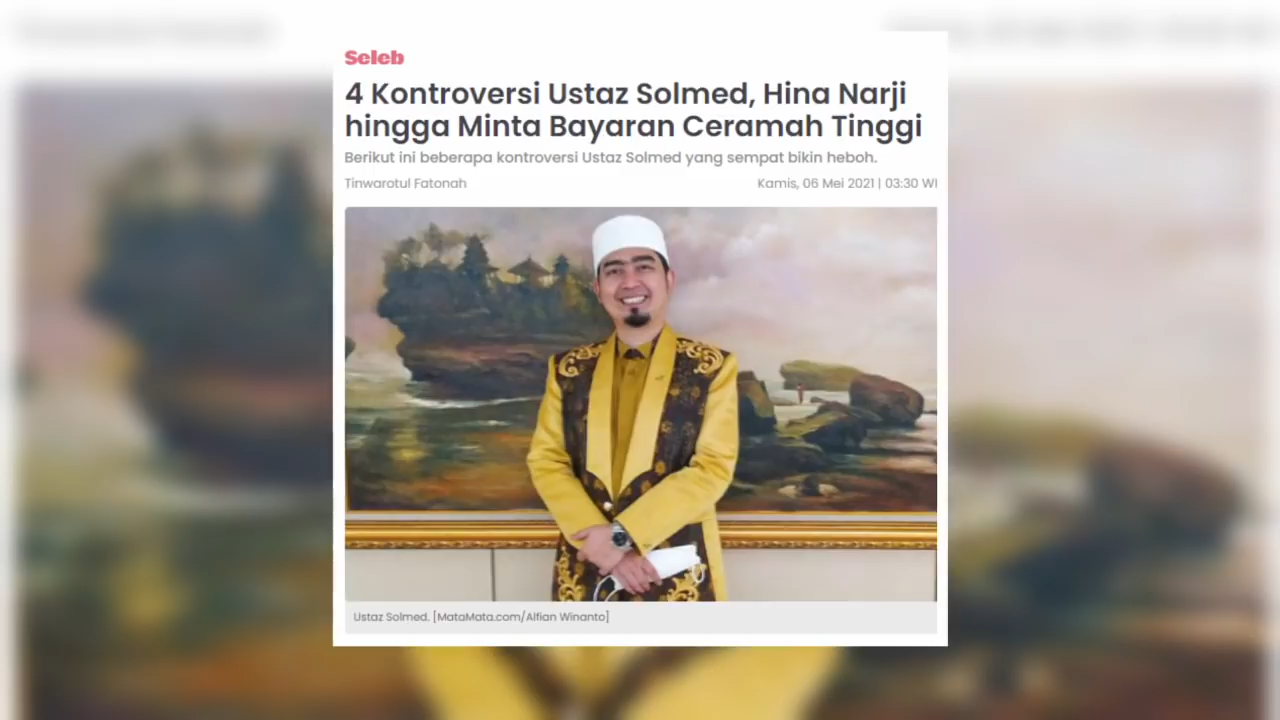 Seleb
4 Kontroversi Ustaz Solmed, Hina Narji
hingga Minta Bayaran Ceramah Tinggi
Berikut ini beberapa kontroversi Ustaz Solmed yang sempat bikin heboh.
Tinwarotul Fatonah
Kamis, 06 Mei 2021 | 03:30 WI
Ustaz Solmed. [MataMata.com/Alfian Winanto]